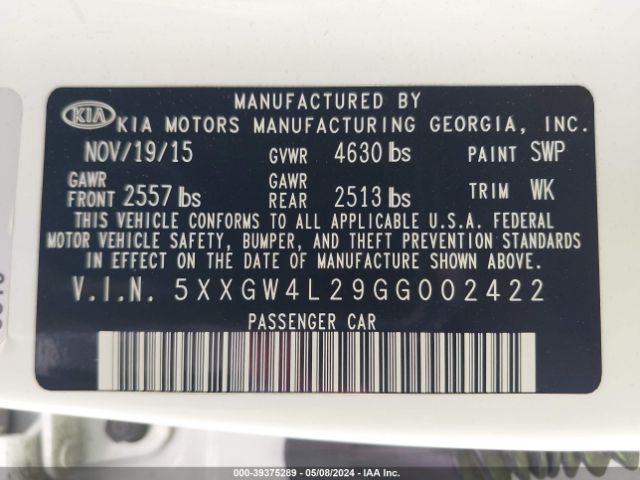 MANUFACTURED BY
KIA KIA MOTORS MANUFACTURING GEORGIA, INC.
NOV/19/15 GVWR 4630 lbs PAINT SWP
GAWR FRONT 2557 lbs GAWR REAR 2513 lbs TRIM WK
THIS VEHICLE CONFORMS TO ALL APPLICABLE U.S.A. FEDERAL
MOTOR VEHICLE SAFETY, BUMPER, AND THEFT PREVENTION STANDARDS
IN EFFECT ON THE DATE OF MANUFACTURE SHOWN ABOVE.
V.I.N. 5XXGW4L29GG002422
PASSENGER CAR
000-39375289 - 05/08/2024 - IAA Inc.